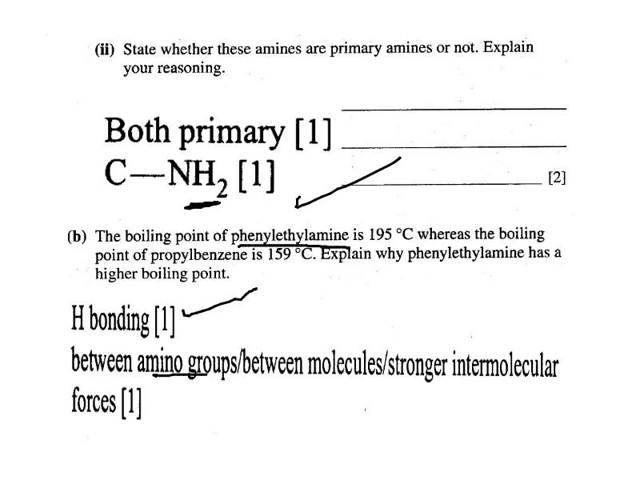 (ii) State whether these amines are primary amines or not. Explain
your reasoning.
Both primary [1]
C—NH₂ [1]
[2]
(b) The boiling point of phenylethylamine is 195 °C whereas the boiling
point of propylbenzene is 159 °C. Explain why phenylethylamine has a
higher boiling point.
H bonding [1]
between amino groups/between molecules/stronger intermolecular
forces [1]